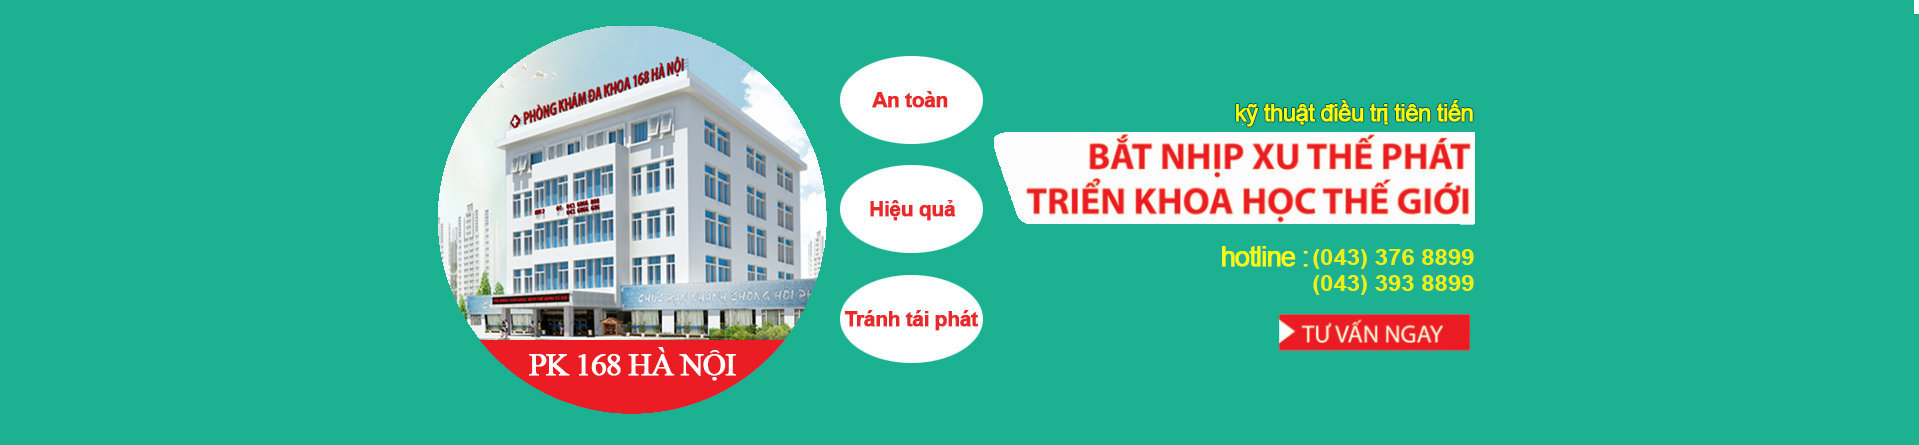 PHÒNG KHÁM ĐA KHOA 168 HÀ NỘI
PK 168 HÀ NỘI
An toàn
Hiệu quả
Tránh tái phát
kỹ thuật điều trị tiên tiến
BẮT NHỊP XU THẾ PHÁT
TRIỂN KHOA HỌC THẾ GIỚI
hotline : (043) 376 8899
(043) 393 8899
TƯ VẤN NGAY